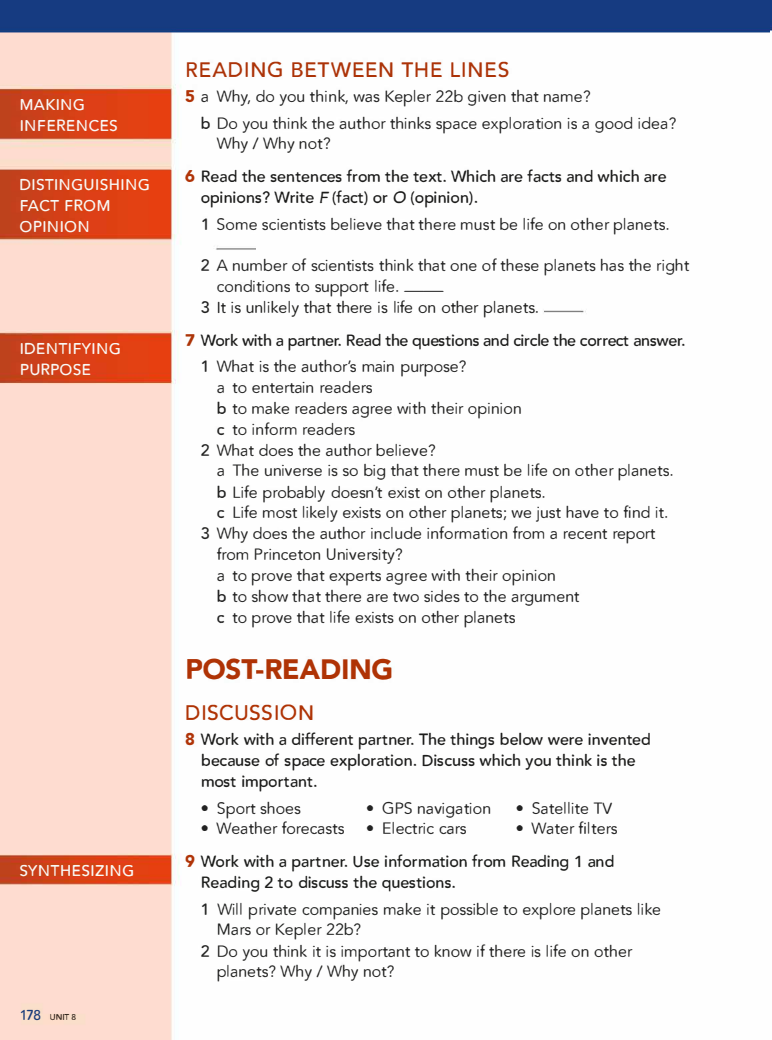 READING BETWEEN THE LINES
MAKING
INFERENCES
5 a Why, do you think, was Kepler 22b given that name?
b Do you think the author thinks space exploration is a good idea?
Why / Why not?
DISTINGUISHING
FACT FROM
OPINION
6 Read the sentences from the text. Which are facts and which are
opinions? Write F (fact) or O (opinion).
1 Some scientists believe that there must be life on other planets.
_____
2 A number of scientists think that one of these planets has the right
conditions to support life. _____
3 It is unlikely that there is life on other planets. _____
IDENTIFYING
PURPOSE
7 Work with a partner. Read the questions and circle the correct answer.
1 What is the author's main purpose?
a to entertain readers
b to make readers agree with their opinion
c to inform readers
2 What does the author believe?
a The universe is so big that there must be life on other planets.
b Life probably doesn't exist on other planets.
c Life most likely exists on other planets; we just have to find it.
3 Why does the author include information from a recent report
from Princeton University?
a to prove that experts agree with their opinion
b to show that there are two sides to the argument
c to prove that life exists on other planets
POST-READING
DISCUSSION
8 Work with a different partner. The things below were invented
because of space exploration. Discuss which you think is the
most important.
• Sport shoes • GPS navigation • Satellite TV
• Weather forecasts • Electric cars • Water filters
SYNTHESIZING
9 Work with a partner. Use information from Reading 1 and
Reading 2 to discuss the questions.
1 Will private companies make it possible to explore planets like
Mars or Kepler 22b?
2 Do you think it is important to know if there is life on other
planets? Why / Why not?
178 UNIT 8